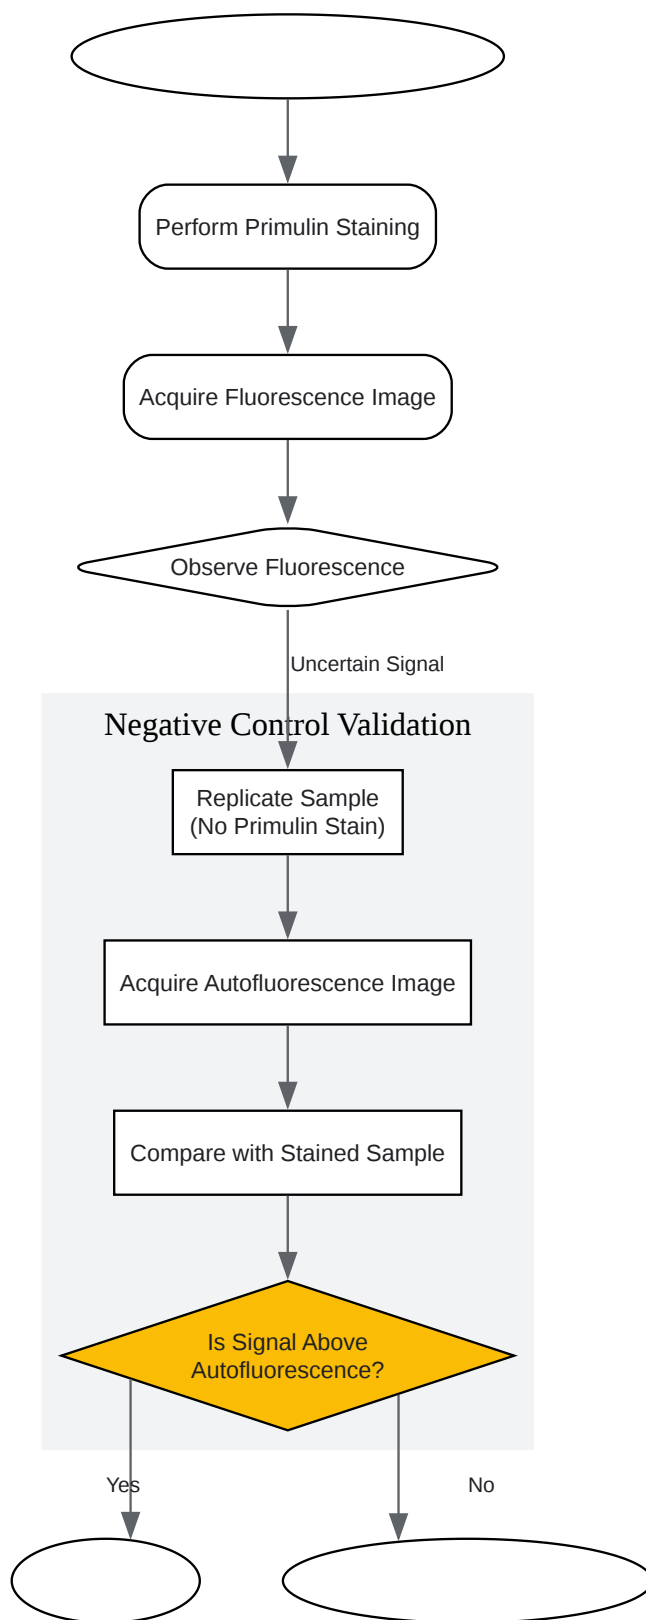 Perform Primulin Staining
Acquire Fluorescence Image
Observe Fluorescence
Uncertain Signal
Negative Control Validation
Replicate Sample
(No Primulin Stain)
Acquire Autofluorescence Image
Compare with Stained Sample
Is Signal Above
Autofluorescence?
Yes
No